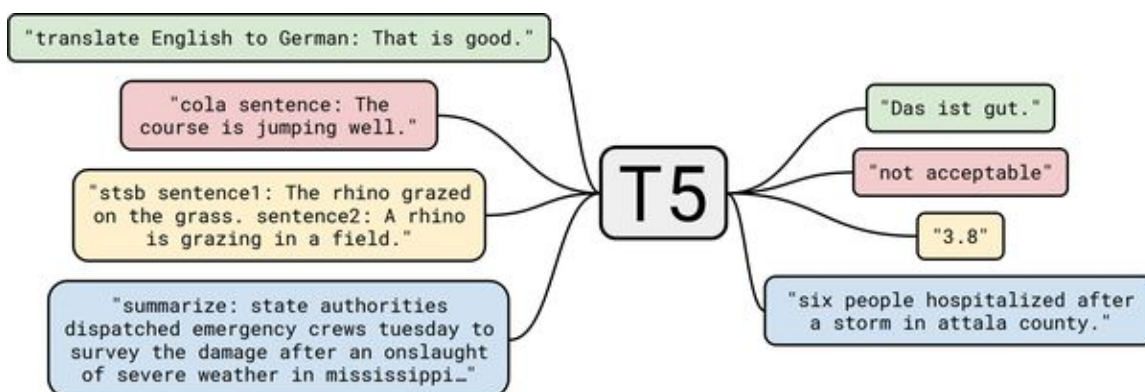 "translate English to German: That is good."
"cola sentence: The
course is jumping well."
"stsb sentence1: The rhino grazed
on the grass. sentence2: A rhino
is grazing in a field."
"summarize: state authorities
dispatched emergency crews tuesday to
survey the damage after an onslaught
of severe weather in mississippi…"
T5
"Das ist gut."
"not acceptable"
"3.8"
"six people hospitalized after
a storm in attala county."